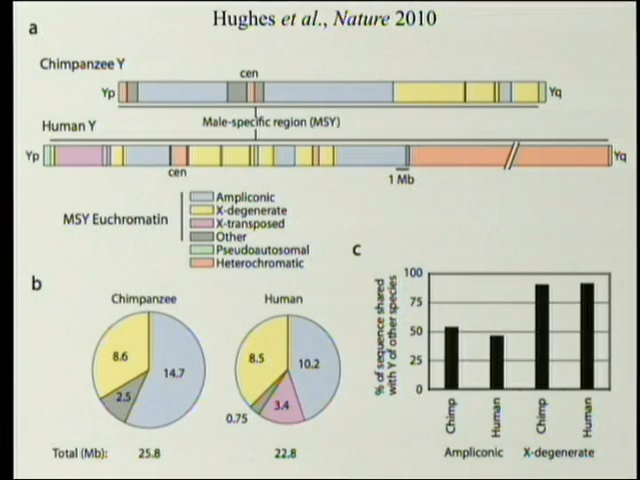 Hughes et al., Nature 2010
a
Chimpanzee Y
cen
Yp
Yq
Male-specific region (MSY)
Human Y
Yp
Yq
cen
1 Mb
MSY Euchromatin
Ampliconic
X-degenerate
X-transposed
Other
Pseudoautosomal
Heterochromatic
b
Chimpanzee
Human
8.6
14.7
2.5
8.5
10.2
3.4
0.75
Total (Mb):
25.8
22.8
c
% of sequence shared
with Y of other species
100
75
50
25
0
Chimp
Human
Chimp
Human
Ampliconic
X-degenerate